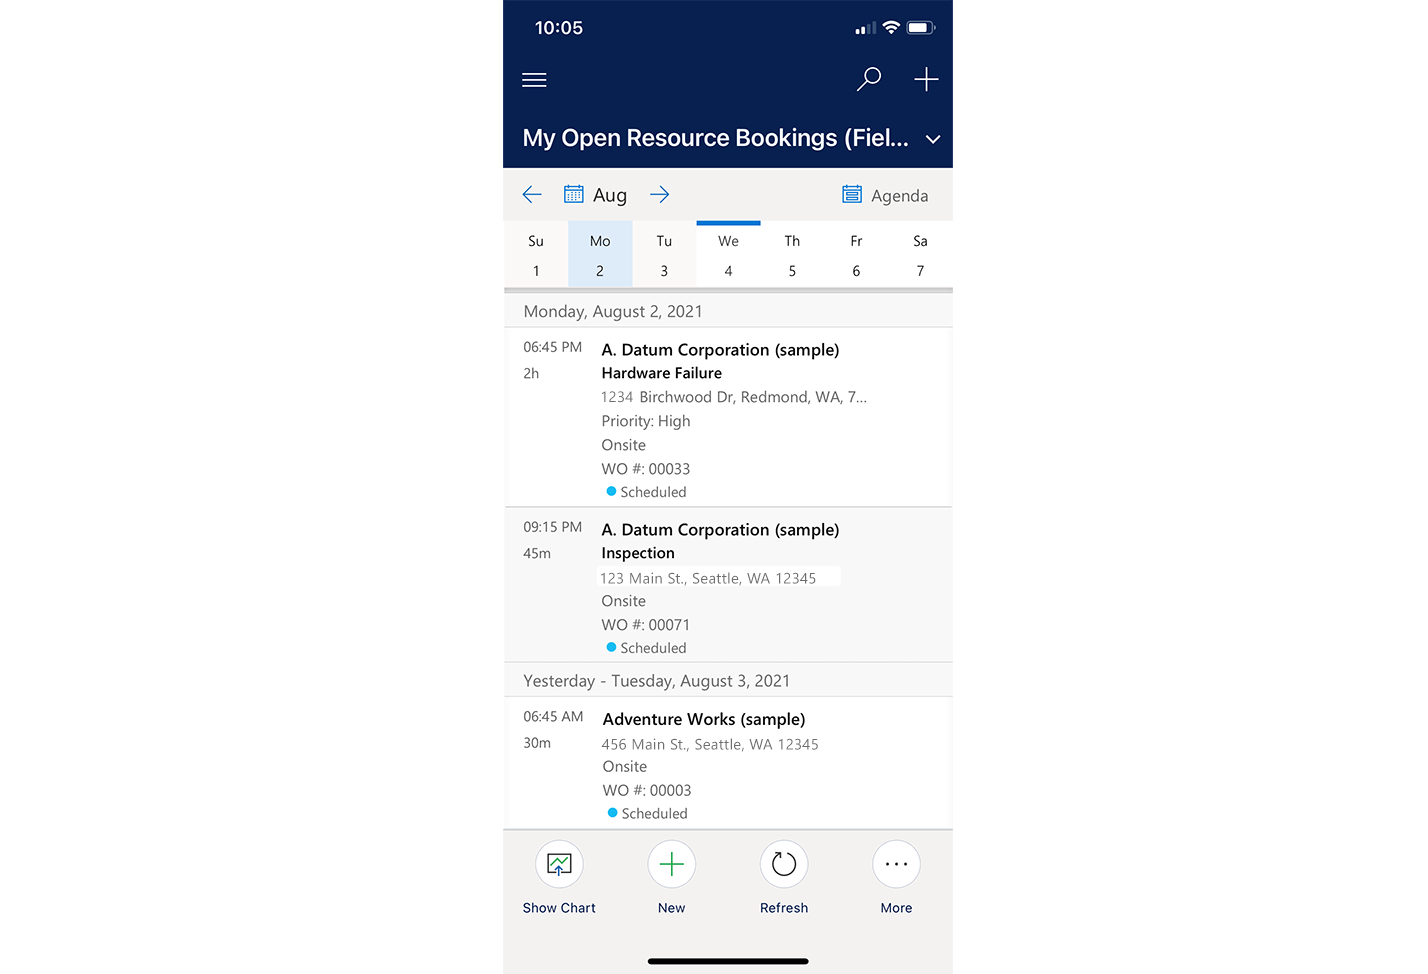 10:05
My Open Resource Bookings (Fiel...
Aug
Agenda
Su Mo Tu We Th Fr Sa
1 2 3 4 5 6 7
Monday, August 2, 2021
06:45 PM
2h
A. Datum Corporation (sample)
Hardware Failure
1234 Birchwood Dr, Redmond, WA, 7...
Priority: High
Onsite
WO #: 00033
Scheduled
09:15 PM
45m
A. Datum Corporation (sample)
Inspection
123 Main St., Seattle, WA 12345
Onsite
WO #: 00071
Scheduled
Yesterday - Tuesday, August 3, 2021
06:45 AM
30m
Adventure Works (sample)
456 Main St., Seattle, WA 12345
Onsite
WO #: 00003
Scheduled
Show Chart
New
Refresh
More